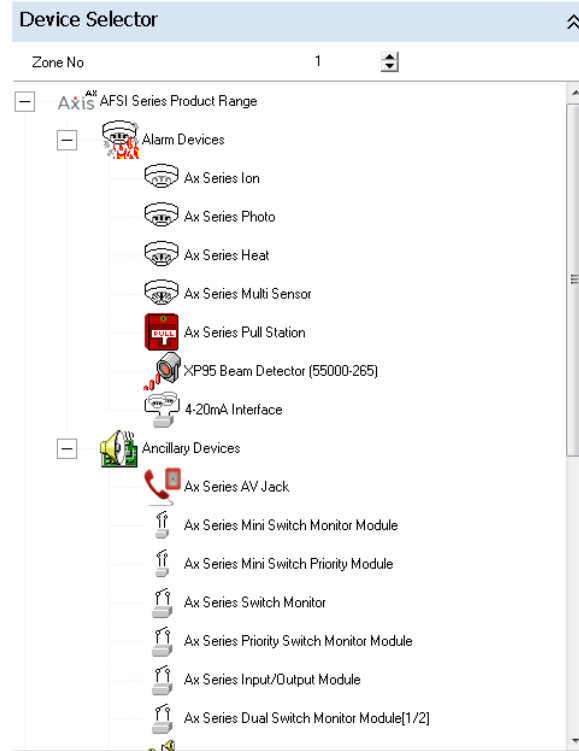 Device Selector
Zone No 1
Axis AX AFSI Series Product Range
Alarm Devices
Ax Series Ion
Ax Series Photo
Ax Series Heat
Ax Series Multi Sensor
PULL
Ax Series Pull Station
XP95 Beam Detector (55000-265)
4-20mA Interface
Ancillary Devices
Ax Series AV Jack
Ax Series Mini Switch Monitor Module
Ax Series Mini Switch Priority Module
Ax Series Switch Monitor
Ax Series Priority Switch Monitor Module
Ax Series Input/Output Module
Ax Series Dual Switch Monitor Module[1/2]